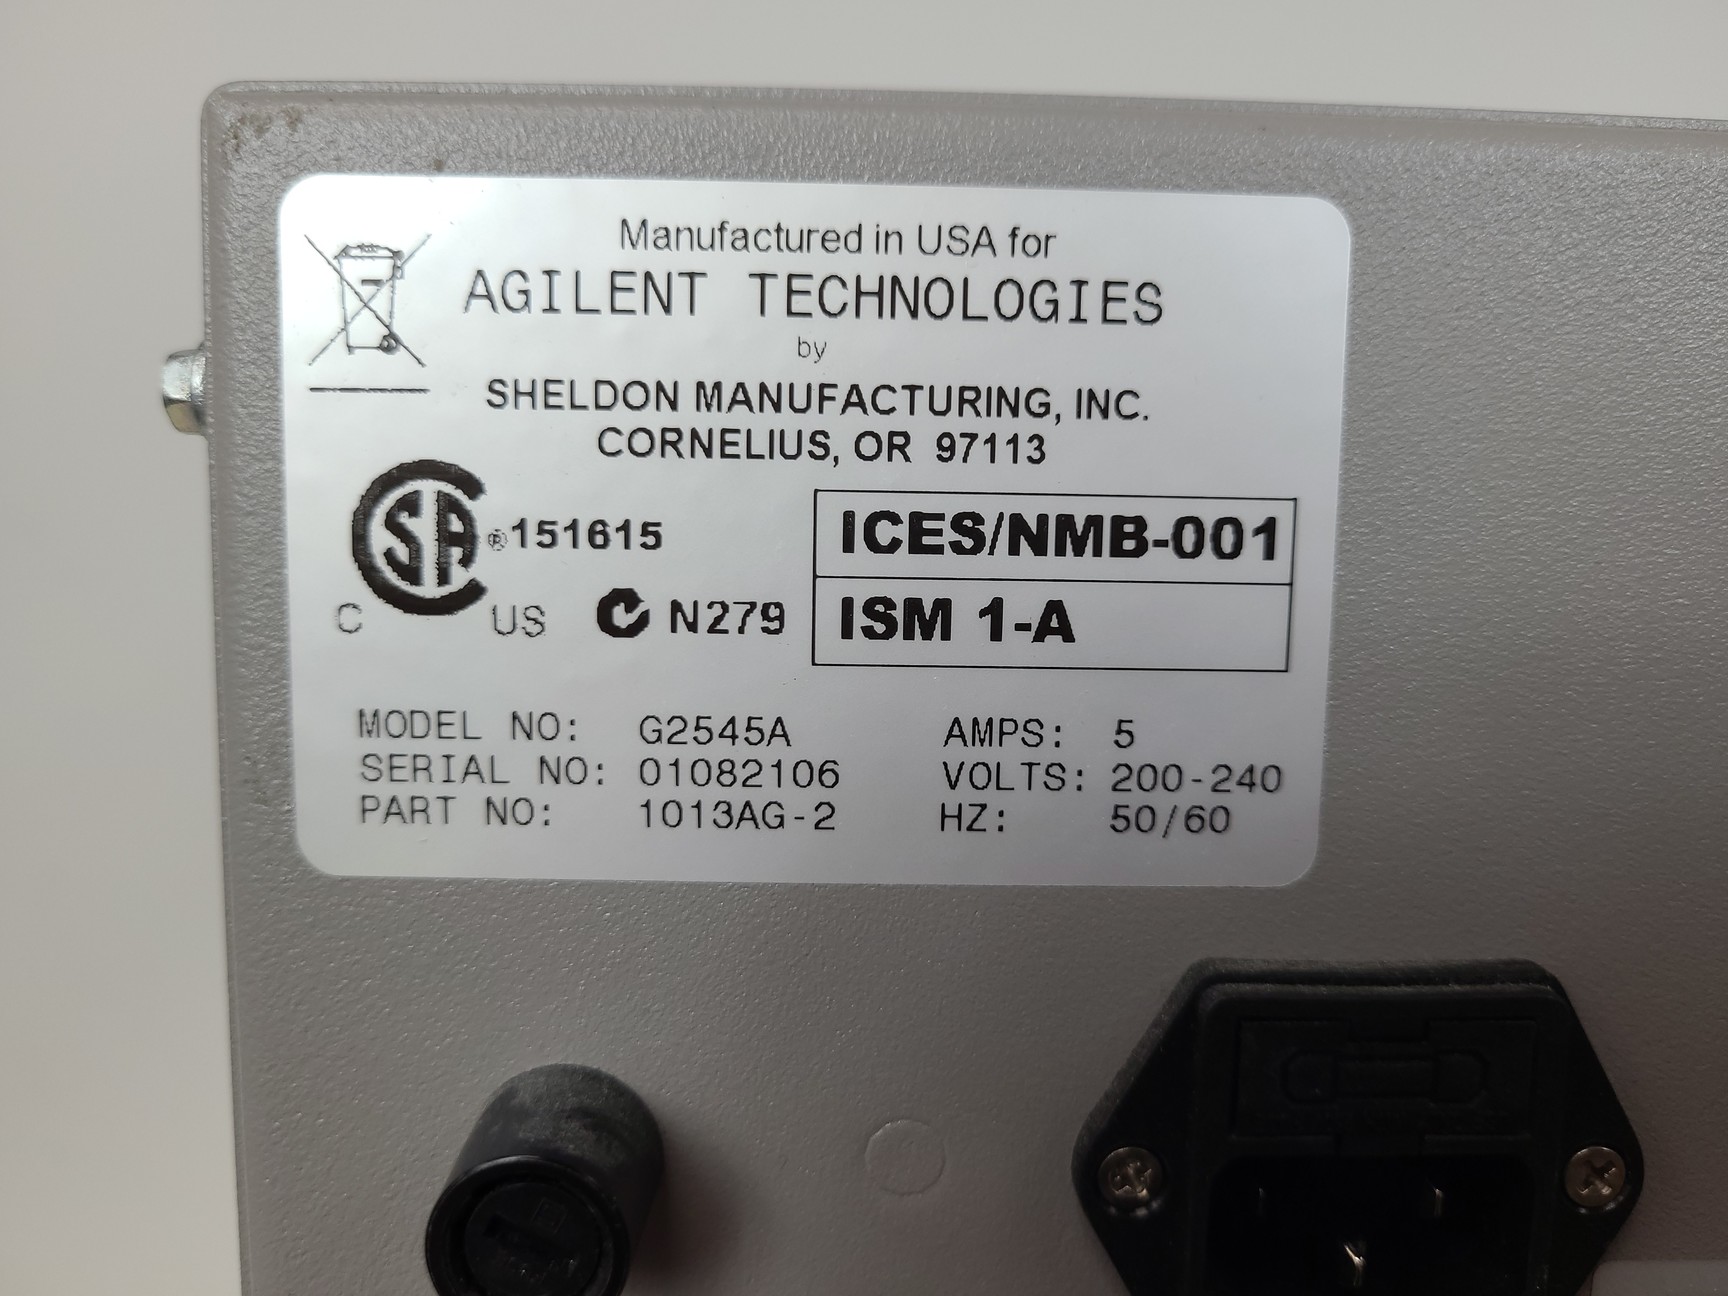 Manufactured in USA for
AGILENT TECHNOLOGIES
by
SHELDON MANUFACTURING, INC.
CORNELIUS, OR 97113
CSA ® 151615
C US
N279
ICES/NMB-001
ISM 1-A
MODEL NO: G2545A AMPS: 5
SERIAL NO: 01082106 VOLTS: 200-240
PART NO: 1013AG-2 HZ: 50/60